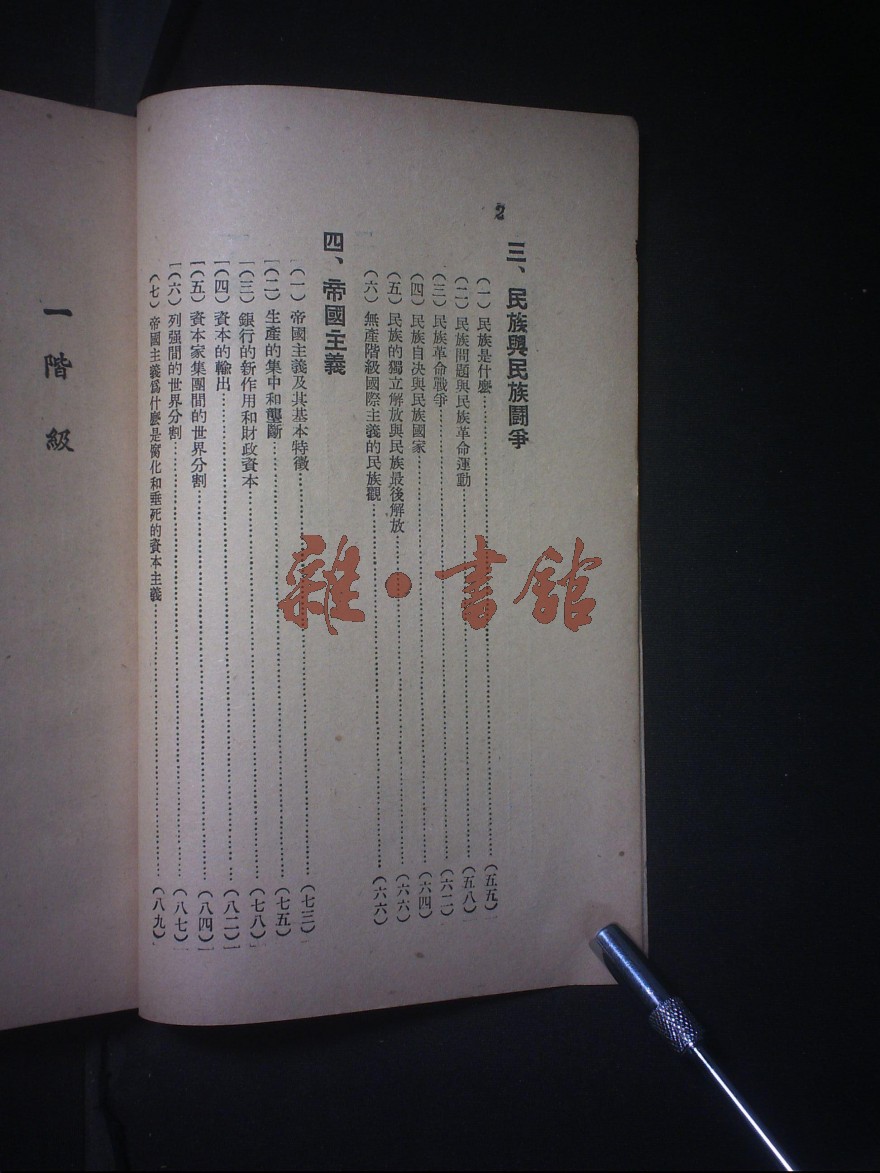 2
三、民族與民族鬪爭
(一) 民族是什麼……(五五)
(二) 民族問題與民族革命運動……(五八)
(三) 民族革命戰爭……(六二)
(四) 民族自決與民族國家……(六四)
(五) 民族的獨立解放與民族最後解放……(六六)
(六) 無產階級國際主義的民族觀……(六六)
四、帝國主義
(一) 帝國主義及其基本特徵……(七三)
(二) 生產的集中和壟斷……(七五)
(三) 銀行的新作用和財政資本……(七八)
(四) 資本的輸出……(八二)
(五) 資本家集團間的世界分割……(八四)
(六) 列强間的世界分割……(八七)
(七) 帝國主義爲什麼是腐化和垂死的資本主義……(八九)
一階級
雜·書館